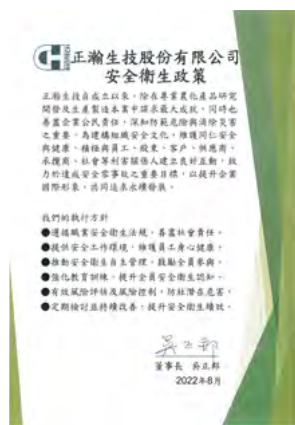 正瀚生技股份有限公司
安全衛生政策
正瀚生技自成立以來，除在專業農化產品研究
開發及生產製造本業中謀求最大成就，同時也
善盡企業公民責任，深知防範危險與消除災害
之重要，為建構組織安全文化，維護同仁安全
與健康，積極與員工、股東、客戶、供應商、
承攬商、社會等利害關係人建立良好互動，致
力於達成安全零事故之重要目標，以提升企業
國際形象，共同追求永續發展。
我們的執行方針
●遵循職業安全衛生法規，善盡社會責任。
●提供安全工作環境，維護員工身心健康。
●推動安全衛生自主管理，鼓勵全員參與。
●強化教育訓練，提升全員安全衛生認知。
●有效風險評估及風險控制，防杜潛在危害。
●定期檢討並持續改善，提升安全衛生績效。
吳正邦
董事長 吳正邦
2022年8月